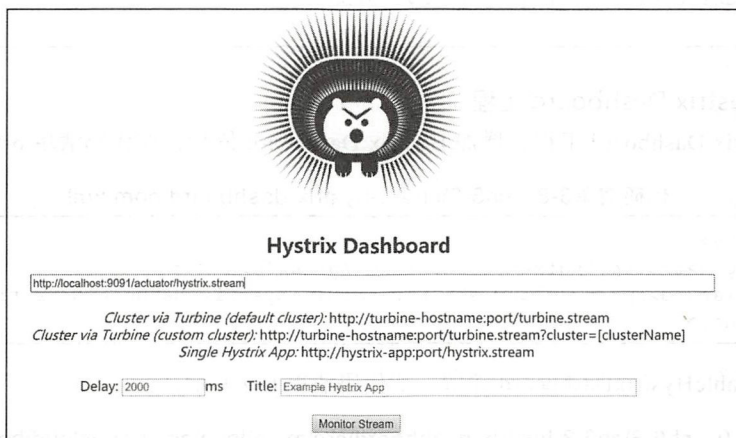 Hystrix Dashboard
http://localhost:9091/actuator/hystrix.stream
Cluster via Turbine (default cluster): http://turbine-hostname:port/turbine.stream
Cluster via Turbine (custom cluster): http://turbine-hostname:port/turbine.stream?cluster=[clusterName]
Single Hystrix App: http://hystrix-app:port/hystrix.stream
Delay: 2000 ms Title: Example Hystrix App
Monitor Stream